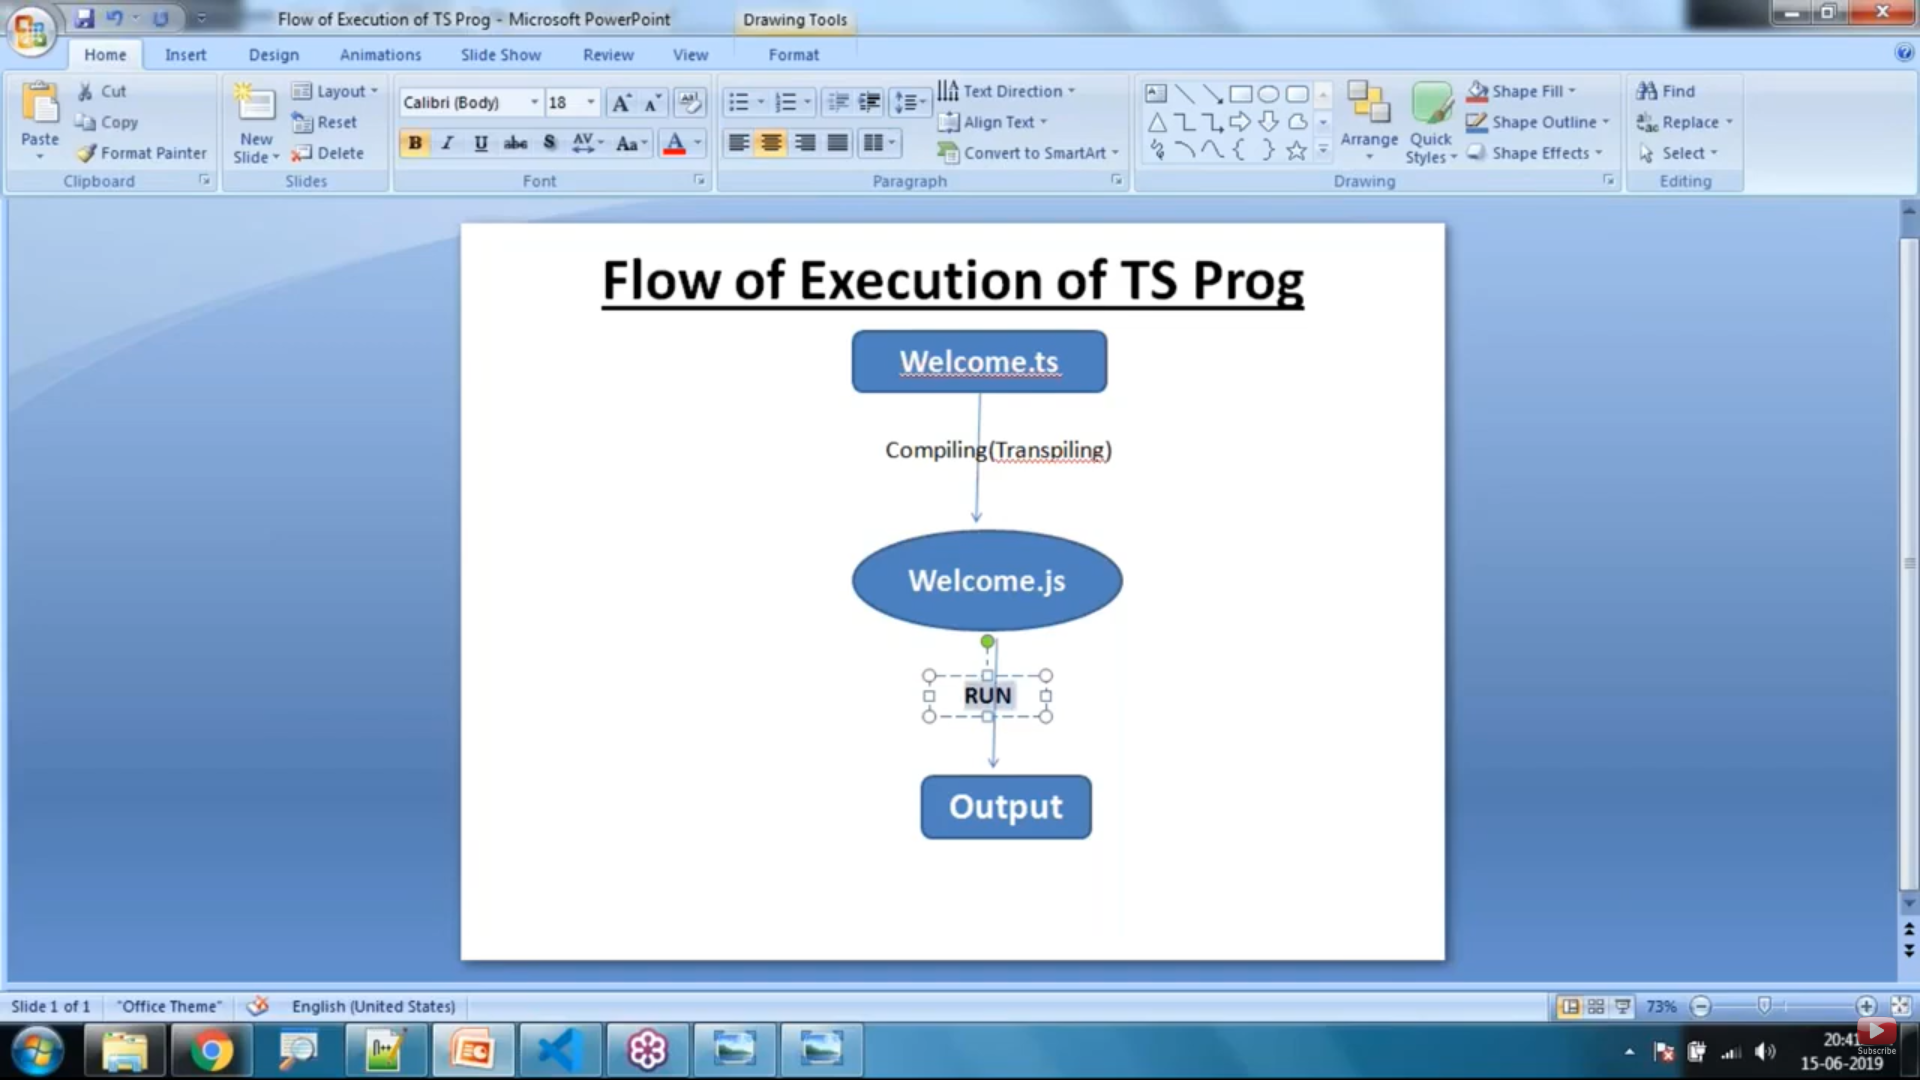 Flow of Execution of TS Prog - Microsoft PowerPoint
Drawing Tools
Home
Insert
Design
Animations
Slide Show
Review
View
Format
Paste
Cut
Copy
Format Painter
Clipboard
New
Slide
Layout
Reset
Delete
Slides
Calibri (Body)
18
Font
Text Direction
Align Text
Convert to SmartArt
Paragraph
Arrange
Quick
Styles
Shape Fill
Shape Outline
Shape Effects
Drawing
Find
Replace
Select
Editing
Flow of Execution of TS Prog
Welcome.ts
Compiling(Transpiling)
Welcome.js
RUN
Output
Slide 1 of 1
"Office Theme"
English (United States)
73%
20:41
15-06-2019
Subscribe